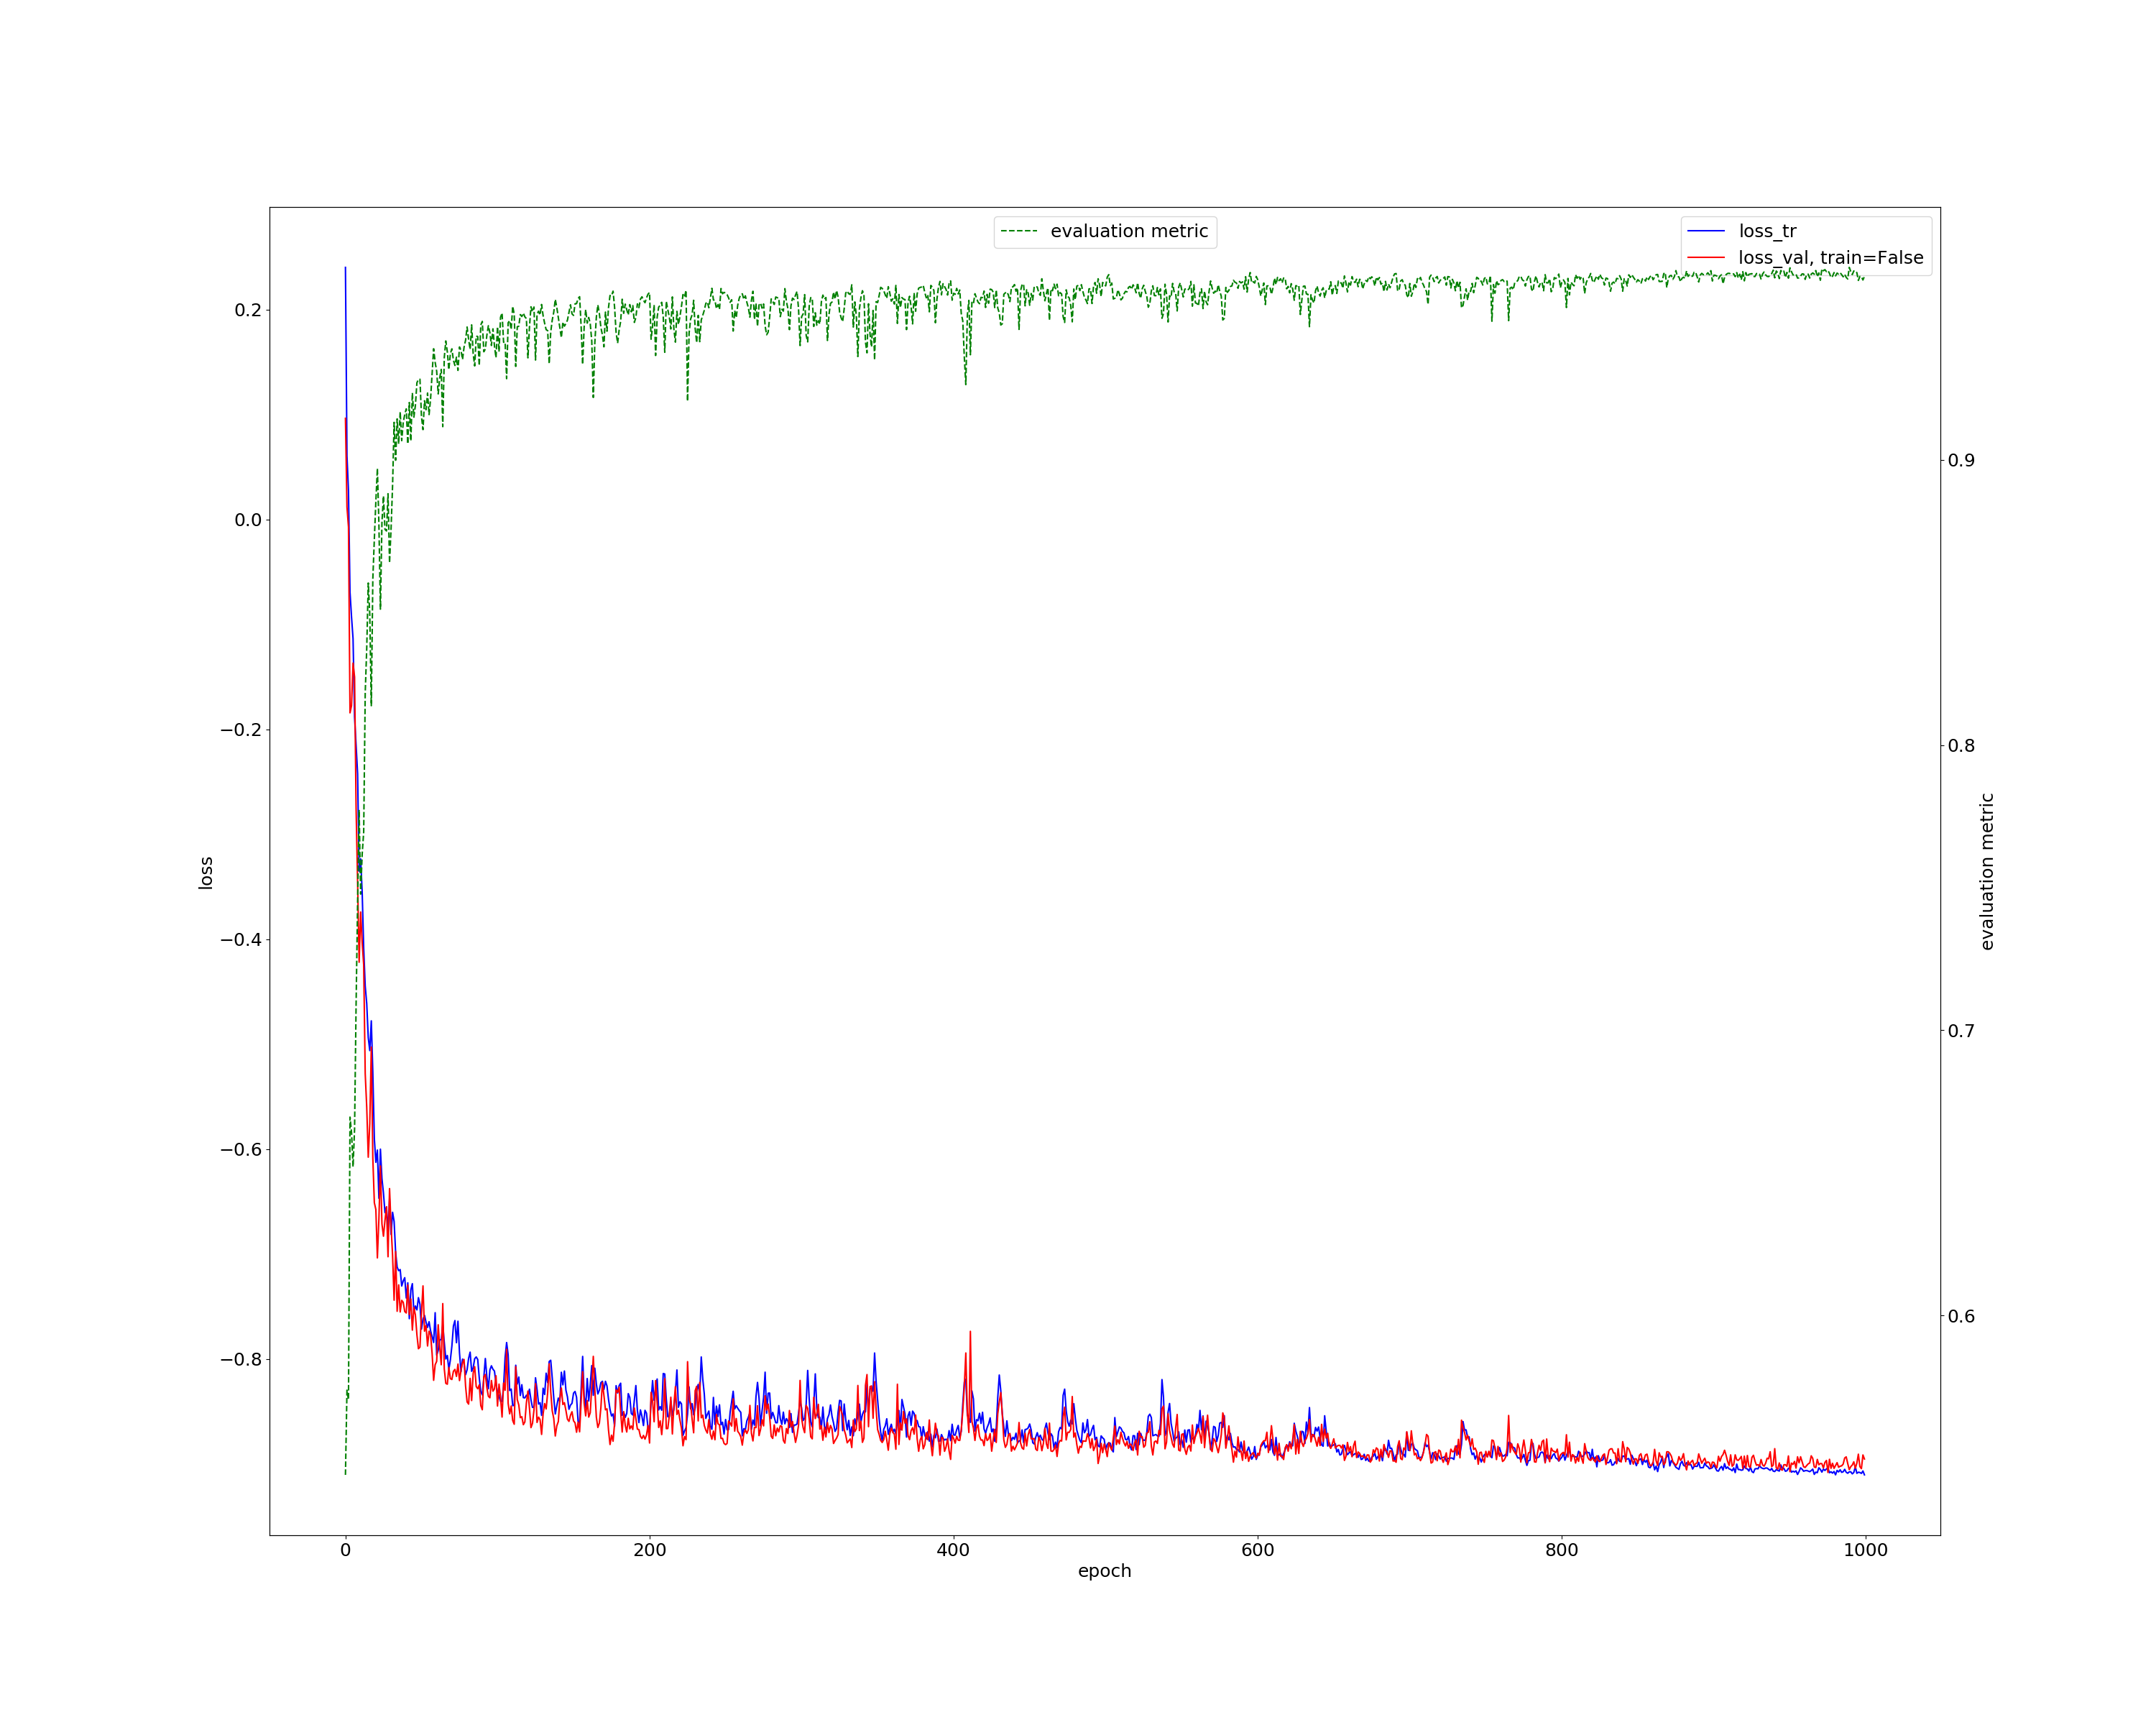 evaluation metric
loss_tr
loss_val, train=False
0.2
0.0
−0.2
−0.4
−0.6
−0.8
loss
0.9
0.8
0.7
0.6
evaluation metric
0 200 400 600 800 1000
epoch